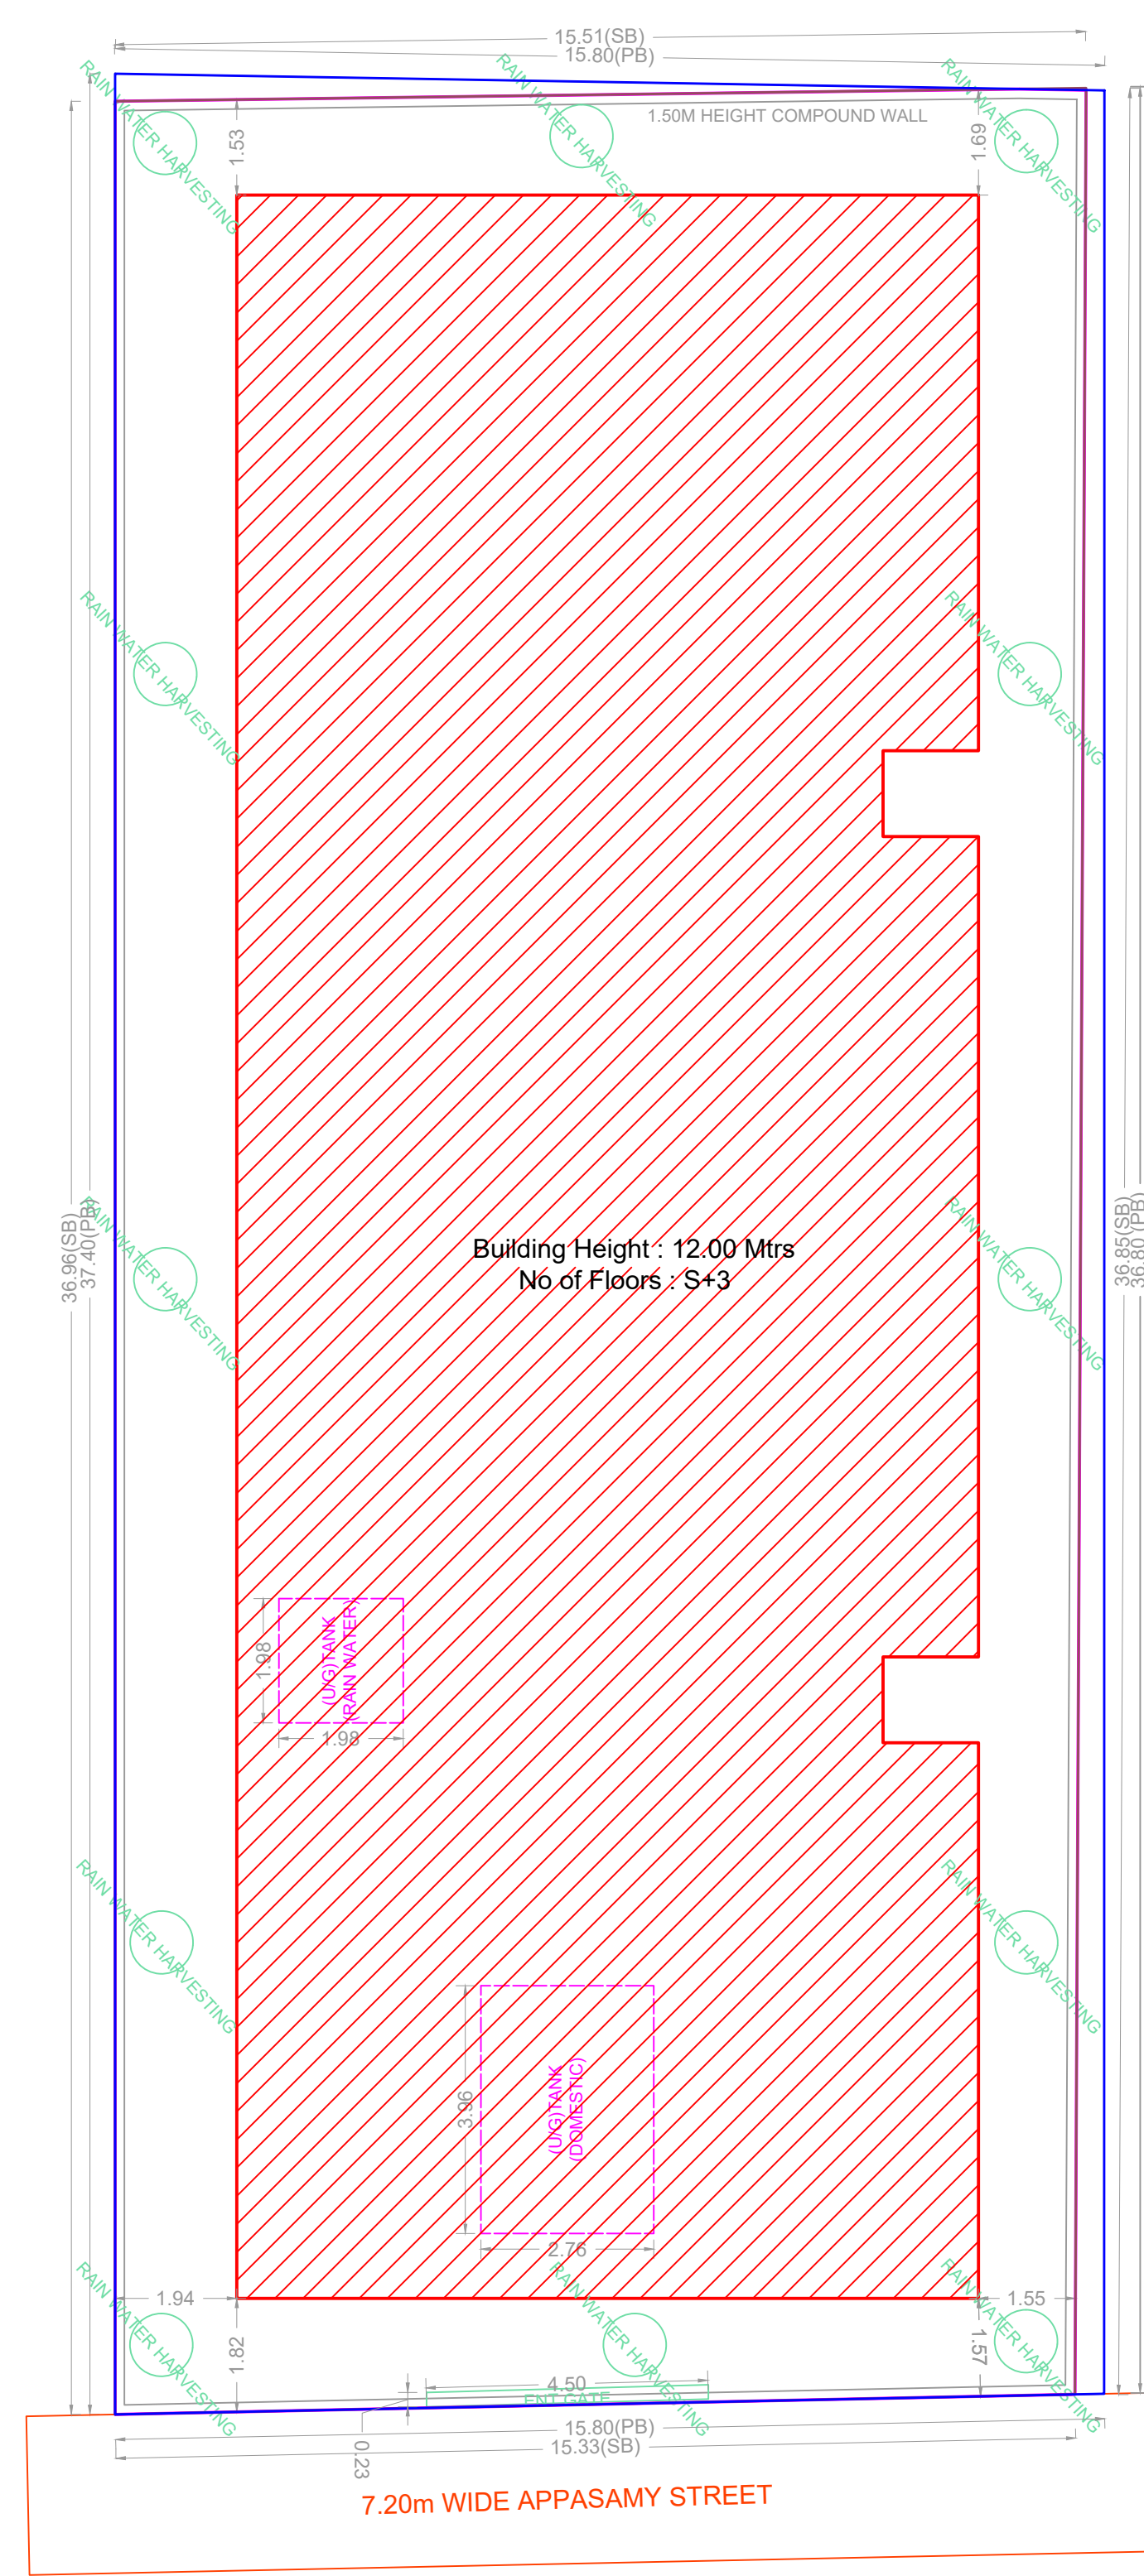 15.51(SB)
15.80(PB)
RAIN WATER HARVESTING
RAIN WATER HARVESTING
RAIN WATER HARVESTING
1.50M HEIGHT COMPOUND WALL
1.53
1.69
RAIN WATER HARVESTING
RAIN WATER HARVESTING
36.96(SB)
37.40(PB)
RAIN WATER HARVESTING
Building Height : 12.00 Mtrs
No of Floors : S+3
RAIN WATER HARVESTING
36.85(SB)
36.80 (PB)
1.98
(U/G)TANK
(RAIN WATER)
1.98
RAIN WATER HARVESTING
RAIN WATER HARVESTING
3.96
(U/G)TANK
(DOMESTIC)
2.76
RAIN WATER HARVESTING
RAIN WATER HARVESTING
RAIN WATER HARVESTING
1.94
1.55
1.82
1.57
4.50
ENT.GATE
15.80(PB)
15.33(SB)
0.23
7.20m WIDE APPASAMY STREET